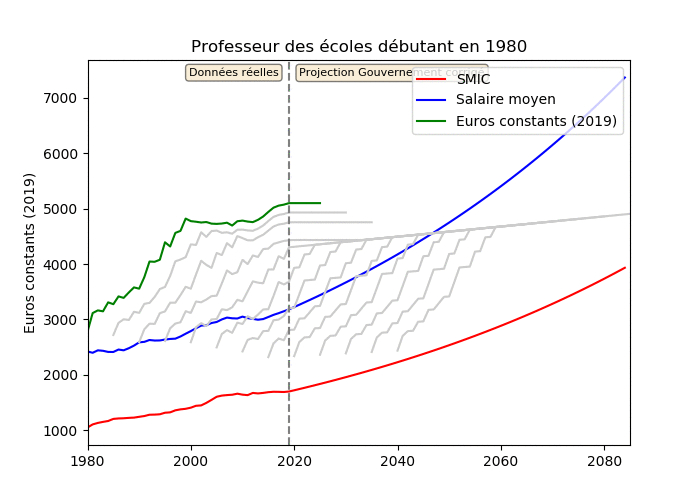 Professeur des écoles débutant en 1980
Données réelles
Projection Gouvernement
SMIC
Salaire moyen
Euros constants (2019)
Euros constants (2019)
7000
6000
5000
4000
3000
2000
1000
1980
2000
2020
2040
2060
2080